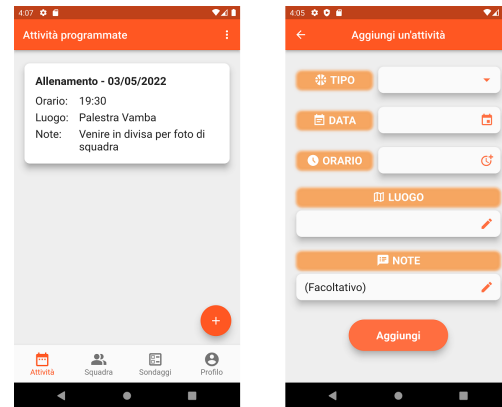 4:07
Attività programmate
Allenamento - 03/05/2022
Orario: 19:30
Luogo: Palestra Vamba
Note: Venire in divisa per foto di
squadra
+
Attività Squadra Sondaggi Profilo
4:05
Aggiungi un'attività
TIPO
DATA
ORARIO
LUOGO
NOTE
(Facoltativo)
Aggiungi